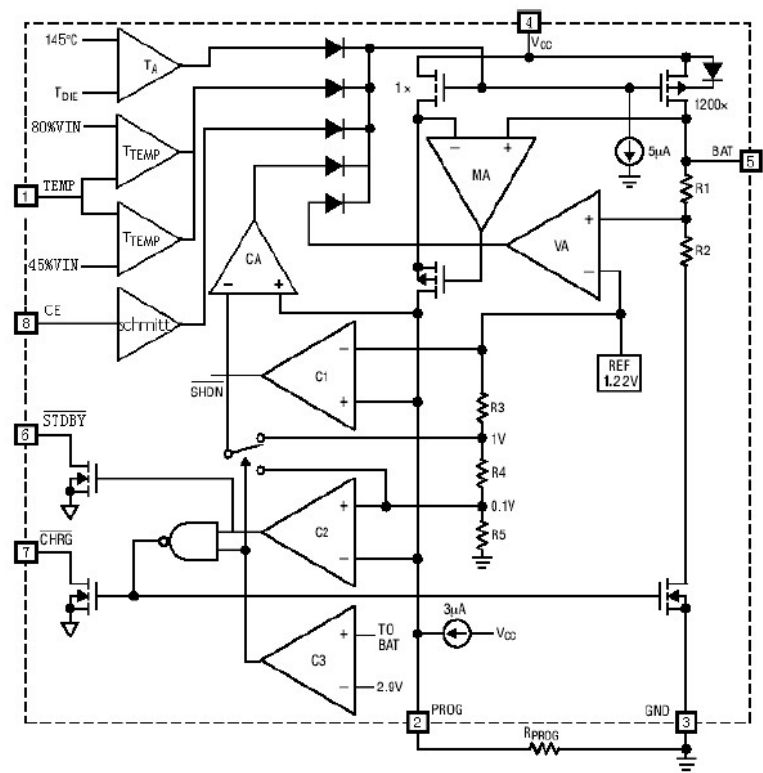 4
145°C
VCC
TA
TDIE
1×
1200×
80%VIN
TTEMP
MA
5µA
BAT
5
1
TEMP
R1
TTEMP
VA
R2
CA
45%VIN
8
CE
schmitt
REF
1.22V
C1
SHDN
R3
STDBY
6
1V
R4
C2
0.1V
R5
CHRG
7
3µA
TO
BAT
VCC
C3
2.9V
2
PROG
GND
3
RPROG